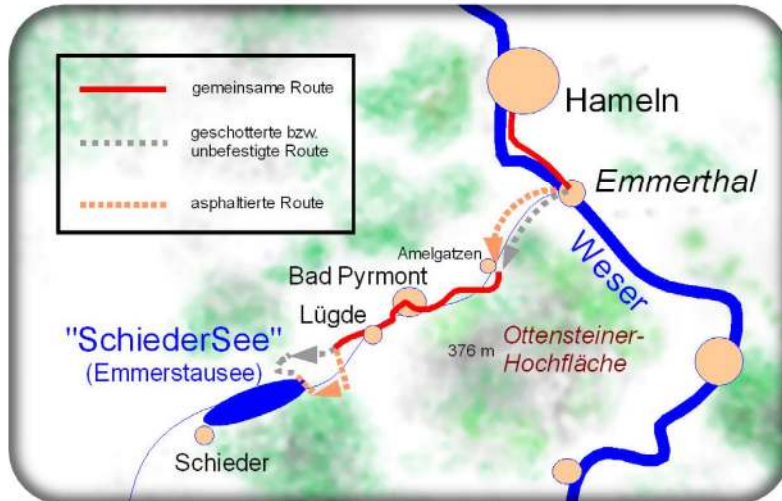 gemeinsame Route
geschotterte bzw.
unbefestigte Route
asphaltierte Route
Hameln
Emmerthal
Weser
Amelgatzen
Bad Pyrmont
Lügde
"SchiederSee"
(Emmerstausee)
376 m
Ottensteiner-
Hochfläche
Schieder